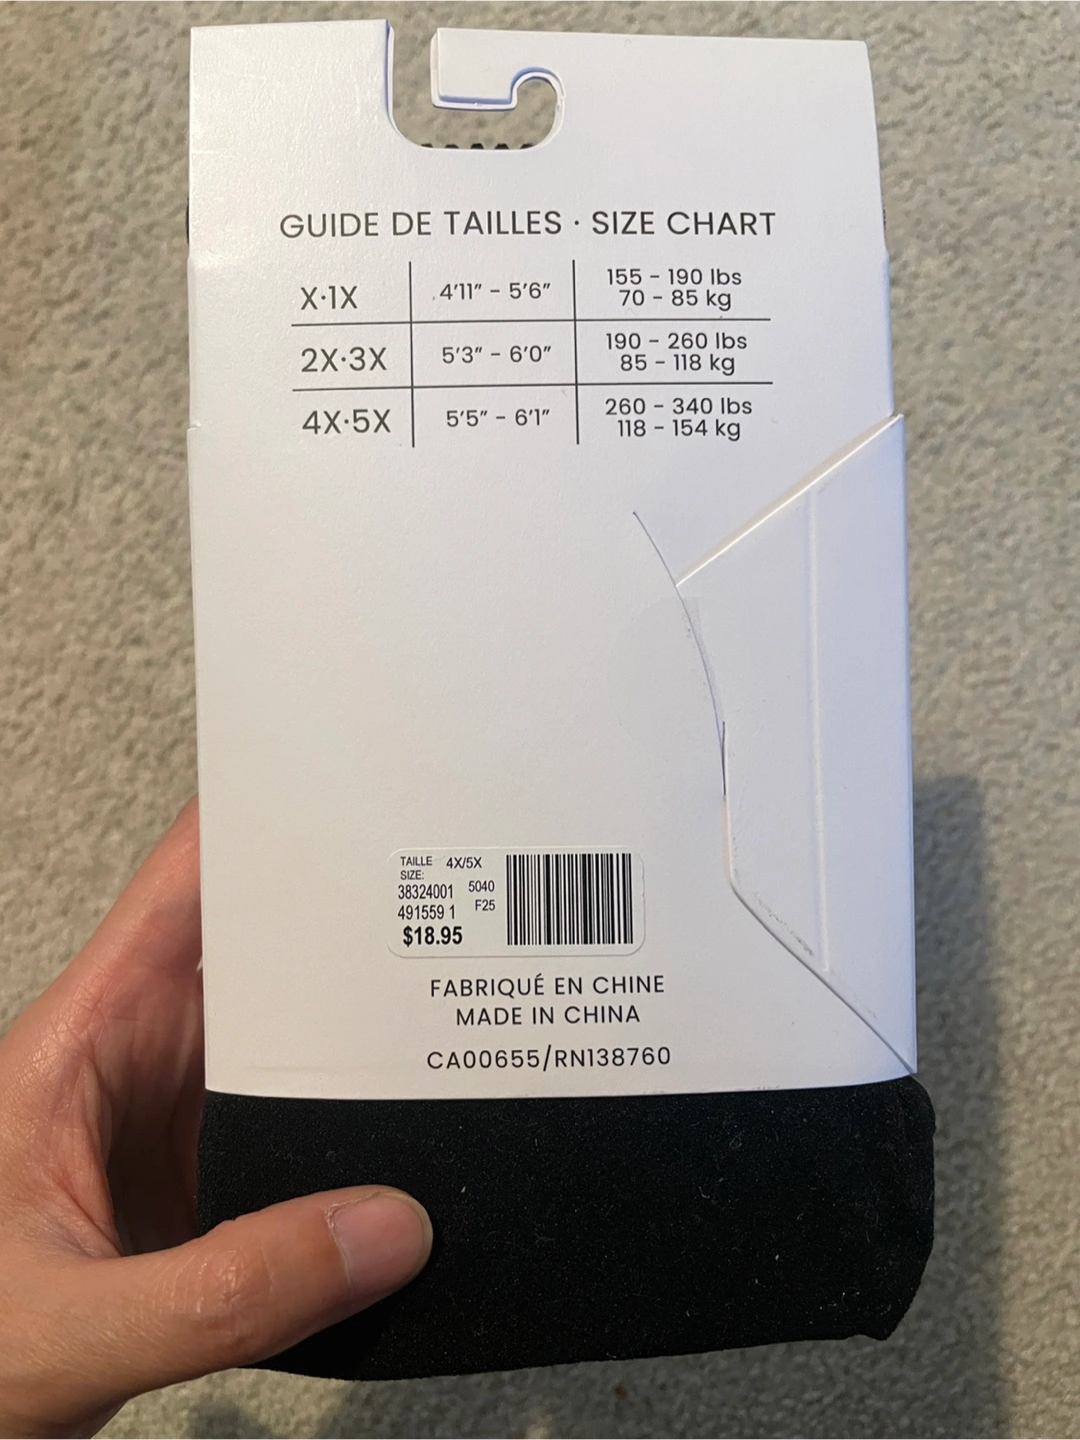 GUIDE DE TAILLES · SIZE CHART
X·1X 4'11" - 5'6" 155 - 190 lbs
70 - 85 kg
2X·3X 5'3" - 6'0" 190 - 260 lbs
85 - 118 kg
4X·5X 5'5" - 6'1" 260 - 340 lbs
118 - 154 kg
TAILLE 4X/5X
SIZE:
38324001 5040
491559 1 F25
$18.95
FABRIQUÉ EN CHINE
MADE IN CHINA
CA00655/RN138760